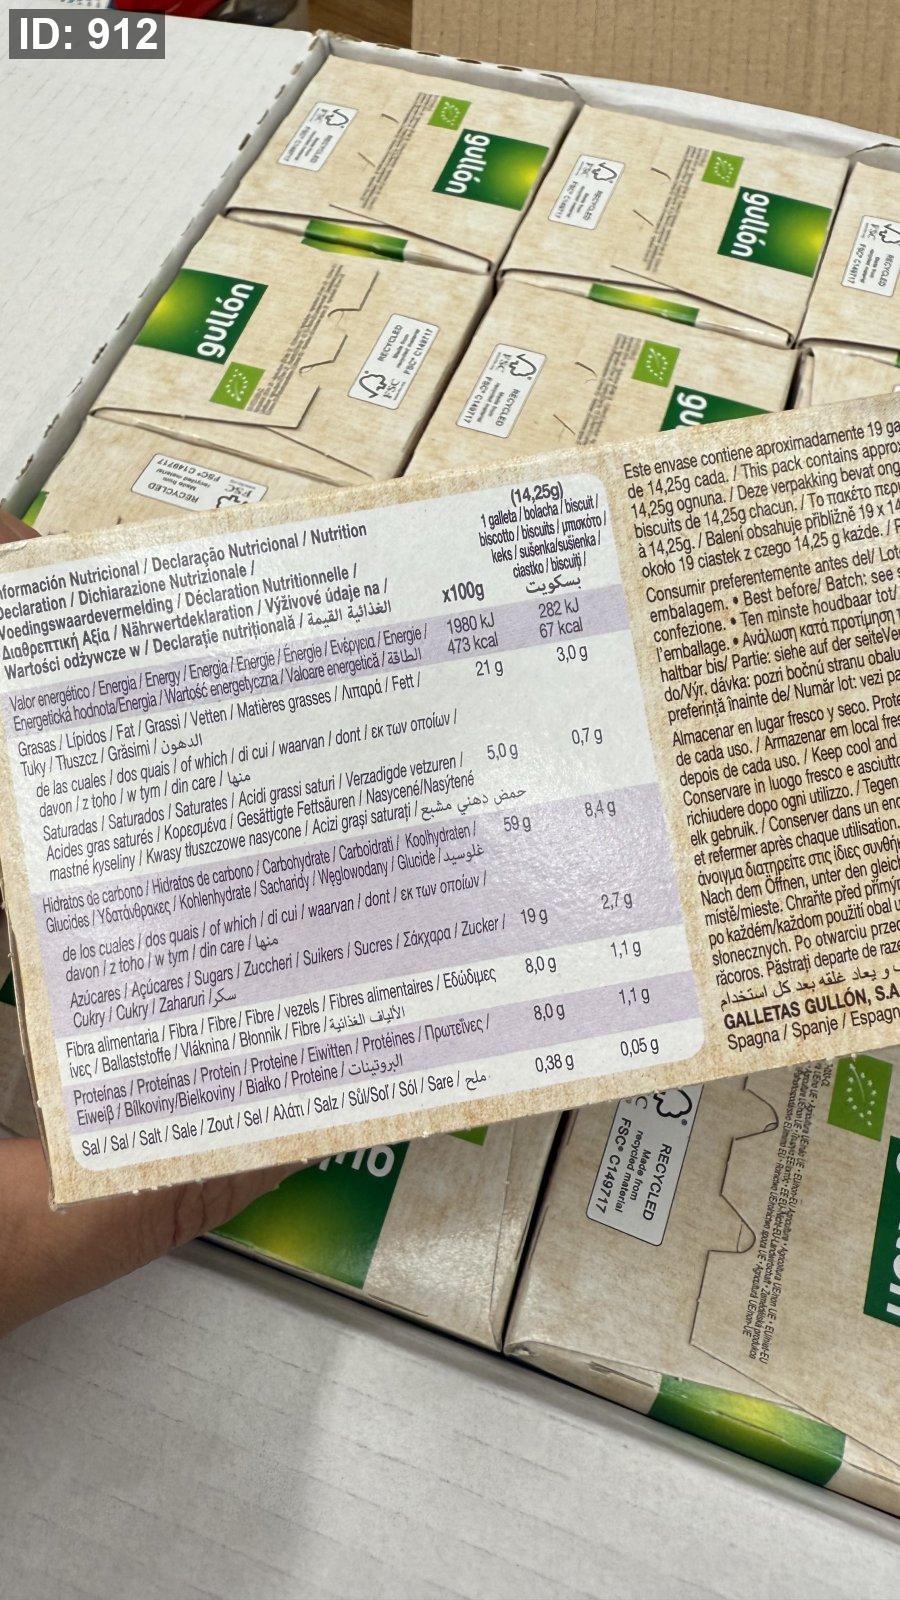 ID: 912
gullón
gullón
gullón
RECYCLED
Made from
recycled material
FSC® C149717
Información Nutricional / Declaração Nutricional / Nutrition
Declaration / Dichiarazione Nutrizionale /
Voedingswaardevermelding / Déclaration Nutritionnelle /
Διαθρεπτική Αξία / Nährwertdeklaration / Výživové údaje na /
Wartości odżywcze w / Declarație nutrițională / القيمة الغذائية
x100g
(14,25g)
1 galleta / bolacha / biscuit /
biscotto / biscuits / μπισκότο /
keks / sušenka/sušienka /
ciastko / biscuiți /
بسكويت
Valor energético / Energia / Energy / Energia / Energie / Énergie / Ενέργεια / Energie /
Energetická hodnota/Energia / Wartość energetyczna / Valoare energetică / الطاقة
1980 kJ
473 kcal
282 kJ
67 kcal
Grasas / Lípidos / Fat / Grassi / Vetten / Matières grasses / Λιπαρά / Fett /
Tuky / Tłuszcz / Grăsimi / الدهون
21 g
3,0 g
de las cuales / dos quais / of which / di cui / waarvan / dont / εκ των οποίων /
davon / z toho / w tym / din care / منها
Saturadas / Saturados / Saturates / Acidi grassi saturi / Verzadigde vetzuren /
Acides gras saturés / Κορεσμένα / Gesättigte Fettsäuren / Nasycené/Nasýtené
mastné kyseliny / Kwasy tłuszczowe nasycone / Acizi grași saturați / حمض دهني مشبع
5,0 g
0,7 g
Hidratos de carbono / Hidratos de carbono / Carbohydrate / Carboidrati / Koolhydraten /
Glucides / Υδατάνθρακες / Kohlenhydrate / Sacharidy / Węglowodany / Glucide / غلوسيد
59 g
8,4 g
de los cuales / dos quais / of which / di cui / waarvan / dont / εκ των οποίων /
davon / z toho / w tym / din care / منها
Azúcares / Açúcares / Sugars / Zuccheri / Suikers / Sucres / Σάκχαρα / Zucker /
Cukry / Cukry / Zaharuri / سكر
19 g
2,7 g
Fibra alimentaria / Fibra / Fibre / Fibre / vezels / Fibres alimentaires / Εδώδιμες
ίνες / Ballaststoffe / Vláknina / Błonnik / Fibre / الألياف الغذائية
8,0 g
1,1 g
Proteínas / Proteínas / Protein / Proteine / Eiwitten / Protéines / Πρωτεΐνες /
Eiweiß / Bílkoviny/Bielkoviny / Białko / Proteine / البروتينات
8,0 g
1,1 g
Sal / Sal / Salt / Sale / Zout / Sel / Αλάτι / Salz / Sůl/Soľ / Sól / Sare / ملح
0,38 g
0,05 g
Este envase contiene aproximadamente 19 ga
de 14,25g cada. / This pack contains approx
14,25g ognuna. / Deze verpakking bevat ong
biscuits de 14,25g chacun. / Το πακέτο περι
à 14,25g. / Balení obsahuje přibližně 19 x 14
około 19 ciastek z czego 14,25 g każde. /
Consumir preferentemente antes del/ Lot
embalagem. • Best before/ Batch: see s
confezione. • Ten minste houdbaar tot/
l'emballage. • Ανάλωση κατά προτίμηση
haltbar bis/ Partie: siehe auf der seiteVer
do/Výr. dávka: pozri bočnú stranu obalu
preferință înainte de/ Număr lot: vezi pa
Almacenar en lugar fresco y seco. Prote
de cada uso. / Armazenar em local fres
depois de cada uso. / Keep cool and
Conservare in luogo fresco e asciutto
richiudere dopo ogni utilizzo. / Tegen
elk gebruik. / Conserver dans un end
et refermer après chaque utilisation.
άνοιγμα διατηρείτε στις ίδιες συνθήκ
Nach dem Öffnen, unter den gleich
místě/mieste. Chraňte před přímým
po každém/každom použití obal u
słonecznych. Po otwarciu przec
răcoros. Păstrați departe de raze
و يعاد غلقه بعد كل استخدام
GALLETAS GULLÓN, S.A
Spagna / Spanje / Espagn
RECYCLED
Made from
recycled material
FSC® C149717